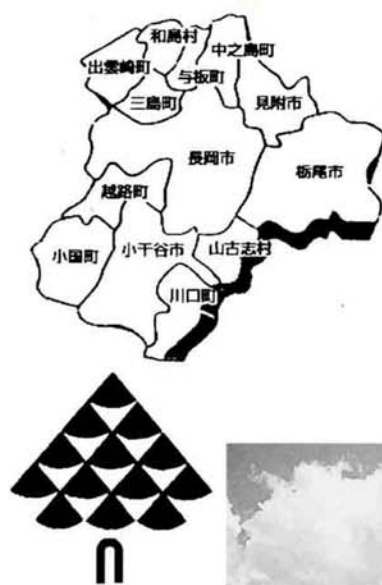 和島村
中之島町
出雲崎町
与板町
三島町
見附市
長岡市
栃尾市
越路町
小国町
小千谷市
山古志村
川口町